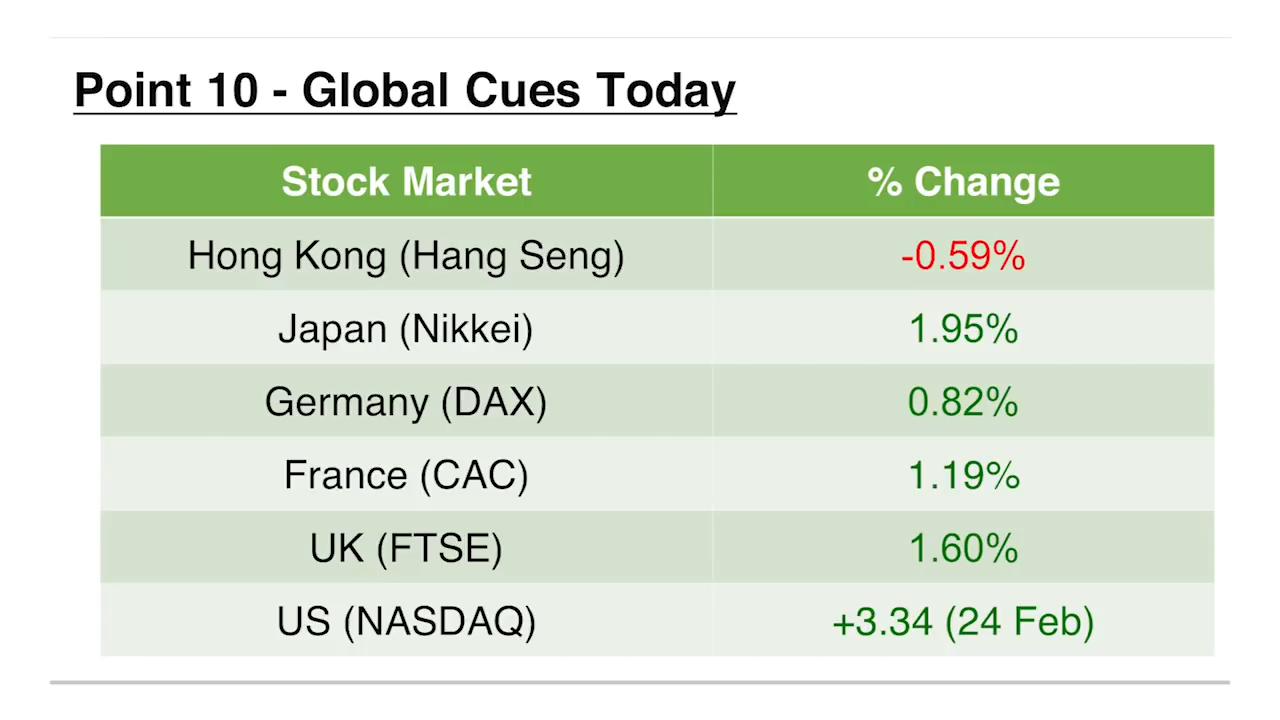 Point 10 - Global Cues Today
Stock Market % Change
Hong Kong (Hang Seng) -0.59%
Japan (Nikkei) 1.95%
Germany (DAX) 0.82%
France (CAC) 1.19%
UK (FTSE) 1.60%
US (NASDAQ) +3.34 (24 Feb)